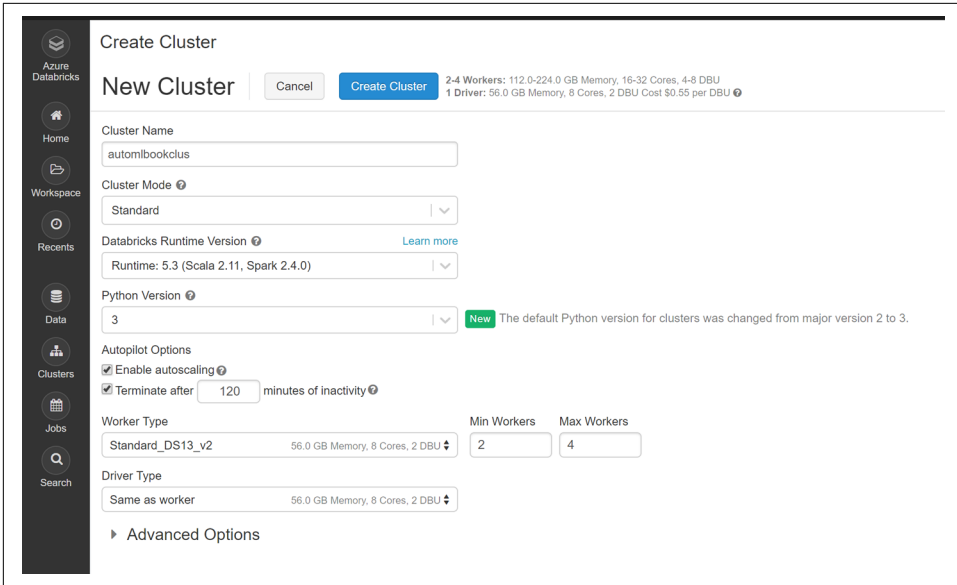 Azure
Databricks
Home
Workspace
Recents
Data
Clusters
Jobs
Search
Create Cluster
New Cluster
Cancel
Create Cluster
2-4 Workers: 112.0-224.0 GB Memory, 16-32 Cores, 4-8 DBU
1 Driver: 56.0 GB Memory, 8 Cores, 2 DBU Cost $0.55 per DBU ?
Cluster Name
automlbookclus
Cluster Mode ?
Standard
Databricks Runtime Version ? Learn more
Runtime: 5.3 (Scala 2.11, Spark 2.4.0)
Python Version ?
3
New The default Python version for clusters was changed from major version 2 to 3.
Autopilot Options
Enable autoscaling ?
Terminate after 120 minutes of inactivity ?
Worker Type Min Workers Max Workers
Standard_DS13_v2 56.0 GB Memory, 8 Cores, 2 DBU 2 4
Driver Type
Same as worker 56.0 GB Memory, 8 Cores, 2 DBU
Advanced Options